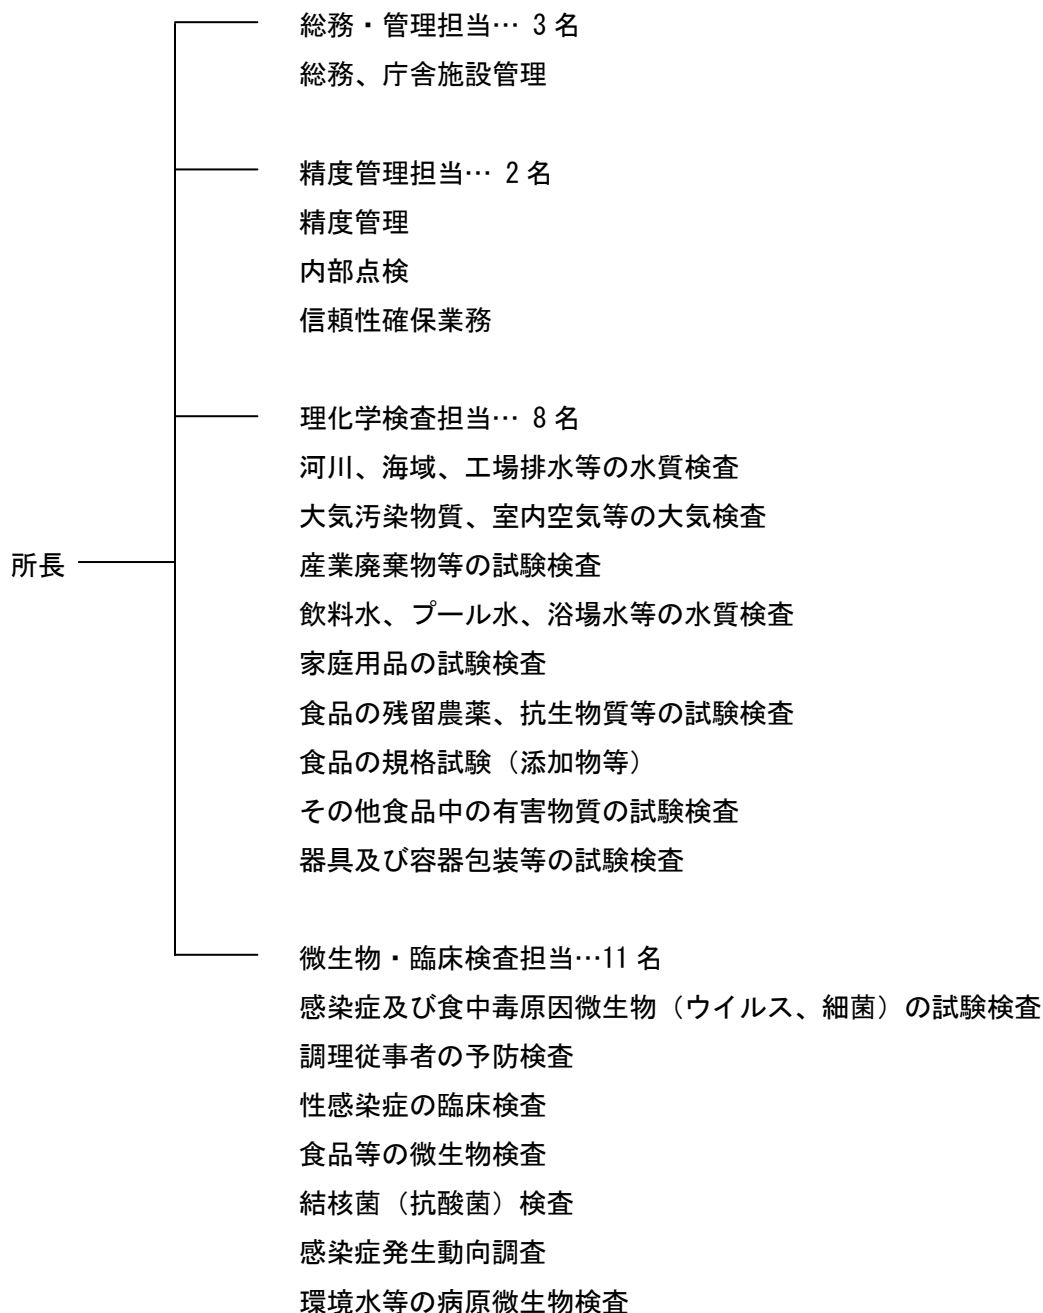 総務・管理担当… 3 名
総務、庁舎施設管理
精度管理担当… 2 名
精度管理
内部点検
信頼性確保業務
理化学検査担当… 8 名
河川、海域、工場排水等の水質検査
大気汚染物質、室内空気等の大気検査
所長
産業廃棄物等の試験検査
飲料水、プール水、浴場水等の水質検査
家庭用品の試験検査
食品の残留農薬、抗生物質等の試験検査
食品の規格試験（添加物等）
その他食品中の有害物質の試験検査
器具及び容器包装等の試験検査
微生物・臨床検査担当…11 名
感染症及び食中毒原因微生物（ウイルス、細菌）の試験検査
調理従事者の予防検査
性感染症の臨床検査
食品等の微生物検査
結核菌（抗酸菌）検査
感染症発生動向調査
環境水等の病原微生物検査